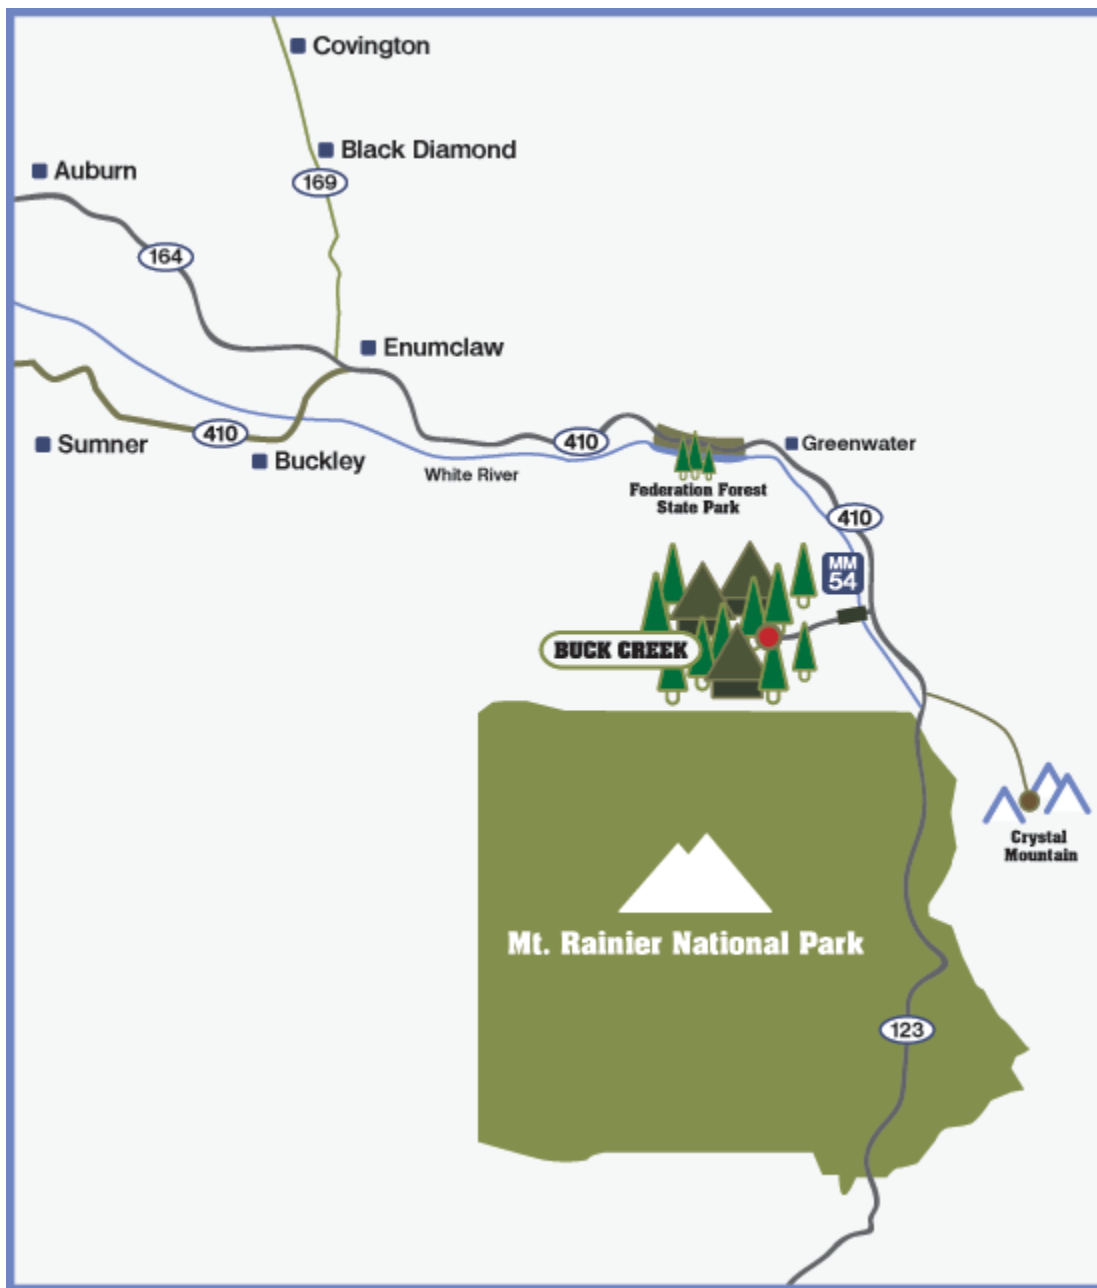 Covington
Black Diamond
Auburn
169
164
Enumclaw
410
Sumner
Buckley
410
Greenwater
White River
Federation Forest
State Park
410
MM
54
BUCK CREEK
Crystal
Mountain
Mt. Rainier National Park
123